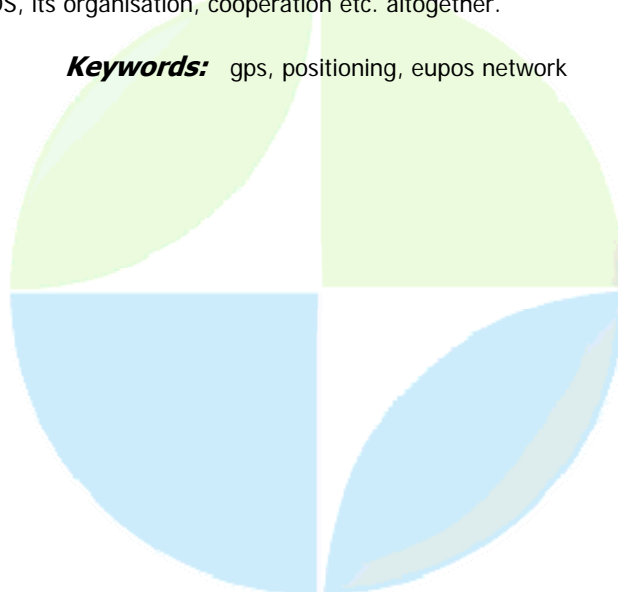 OS, its organisation, cooperation etc. altogether.
Keywords: gps, positioning, eupos network